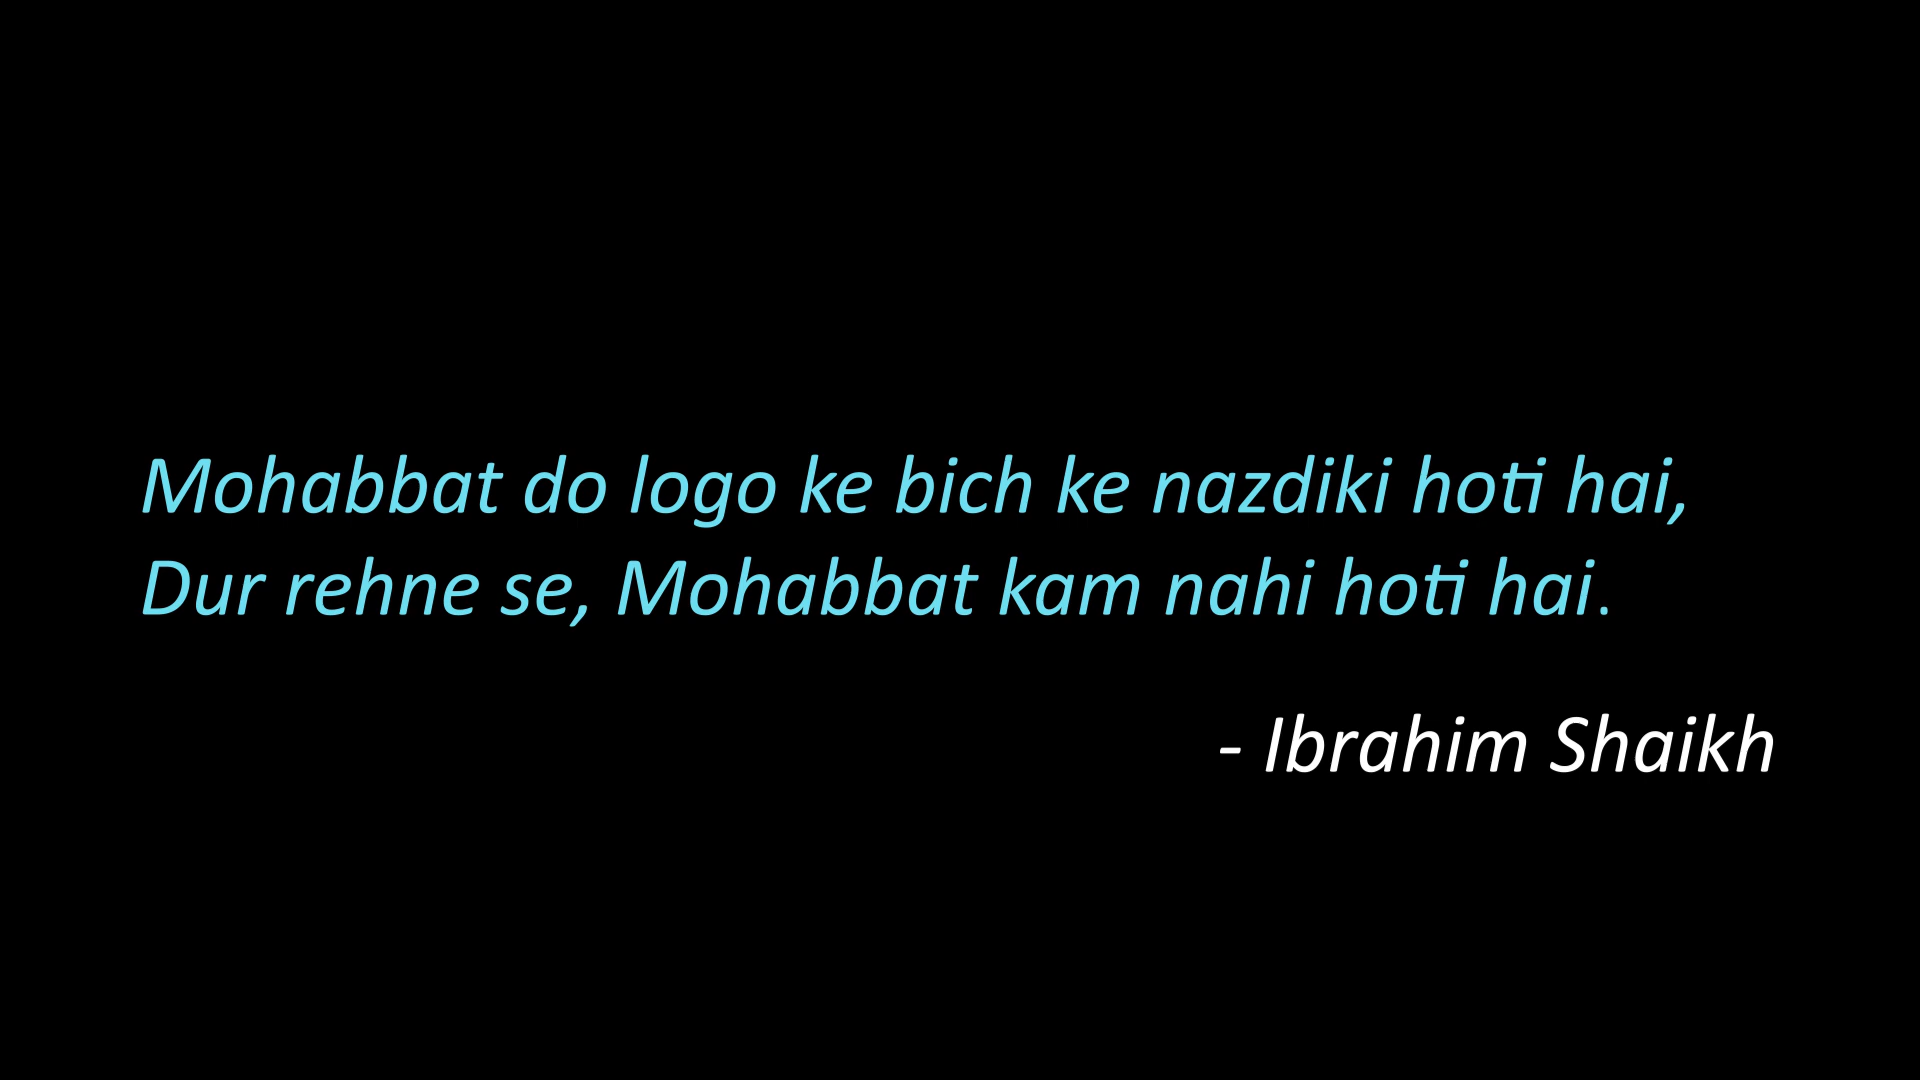 Mohabbat do logo ke bich ke nazdiki hoti hai,
Dur rehne se, Mohabbat kam nahi hoti hai.
- Ibrahim Shaikh